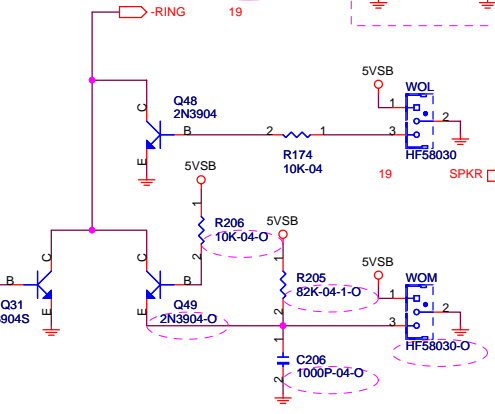 -RING 19
5VSB
WOL
C
Q48
2N3904
1
2
B 2 1 3
E
R174
10K-04
HF58030
5VSB
19 SPKR
1
R206
10K-04-O
5VSB
2
1
C C
5VSB
WOM
B B
R205
82K-04-1-O
1
Q31
904S
E E
Q49
2N3904-O
2
2
3
HF58030-O
1
C206
1000P-04-O
2